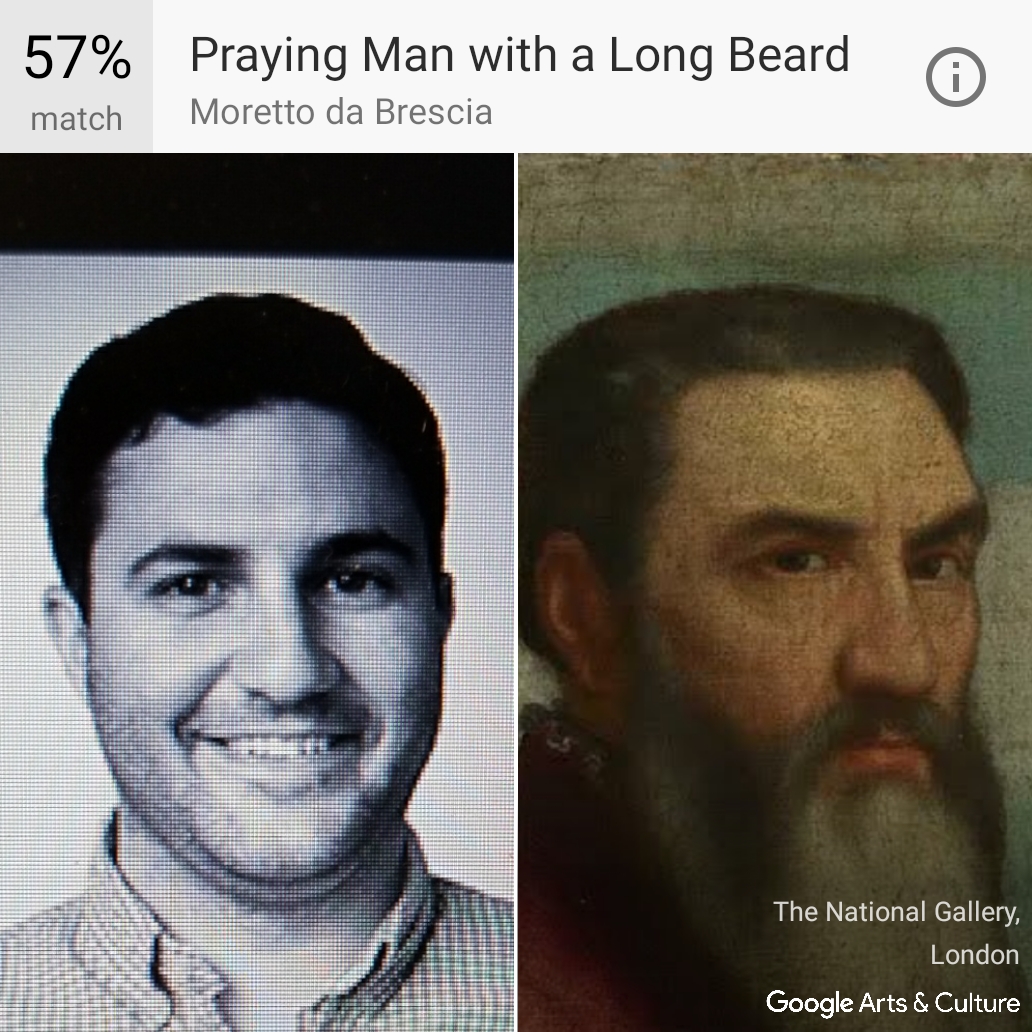 57%
match
Praying Man with a Long Beard
Moretto da Brescia
The National Gallery,
London
Google Arts & Culture